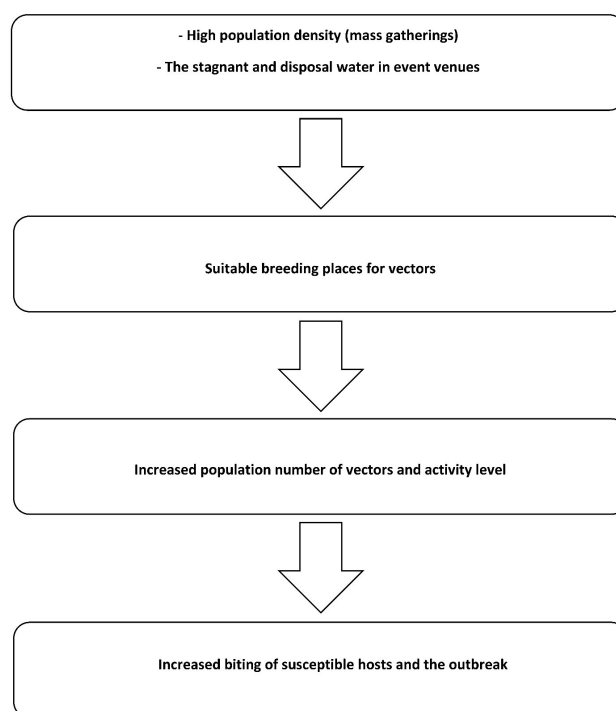 - High population density (mass gatherings)
- The stagnant and disposal water in event venues
Suitable breeding places for vectors
Increased population number of vectors and activity level
Increased biting of susceptible hosts and the outbreak